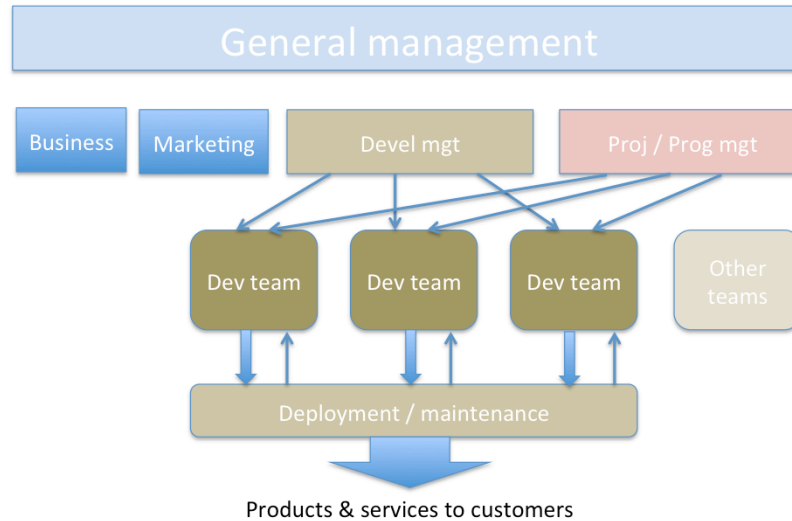 General management
Business
Marketing
Devel mgt
Proj / Prog mgt
Dev team
Dev team
Dev team
Other
teams
Deployment / maintenance
Products & services to customers